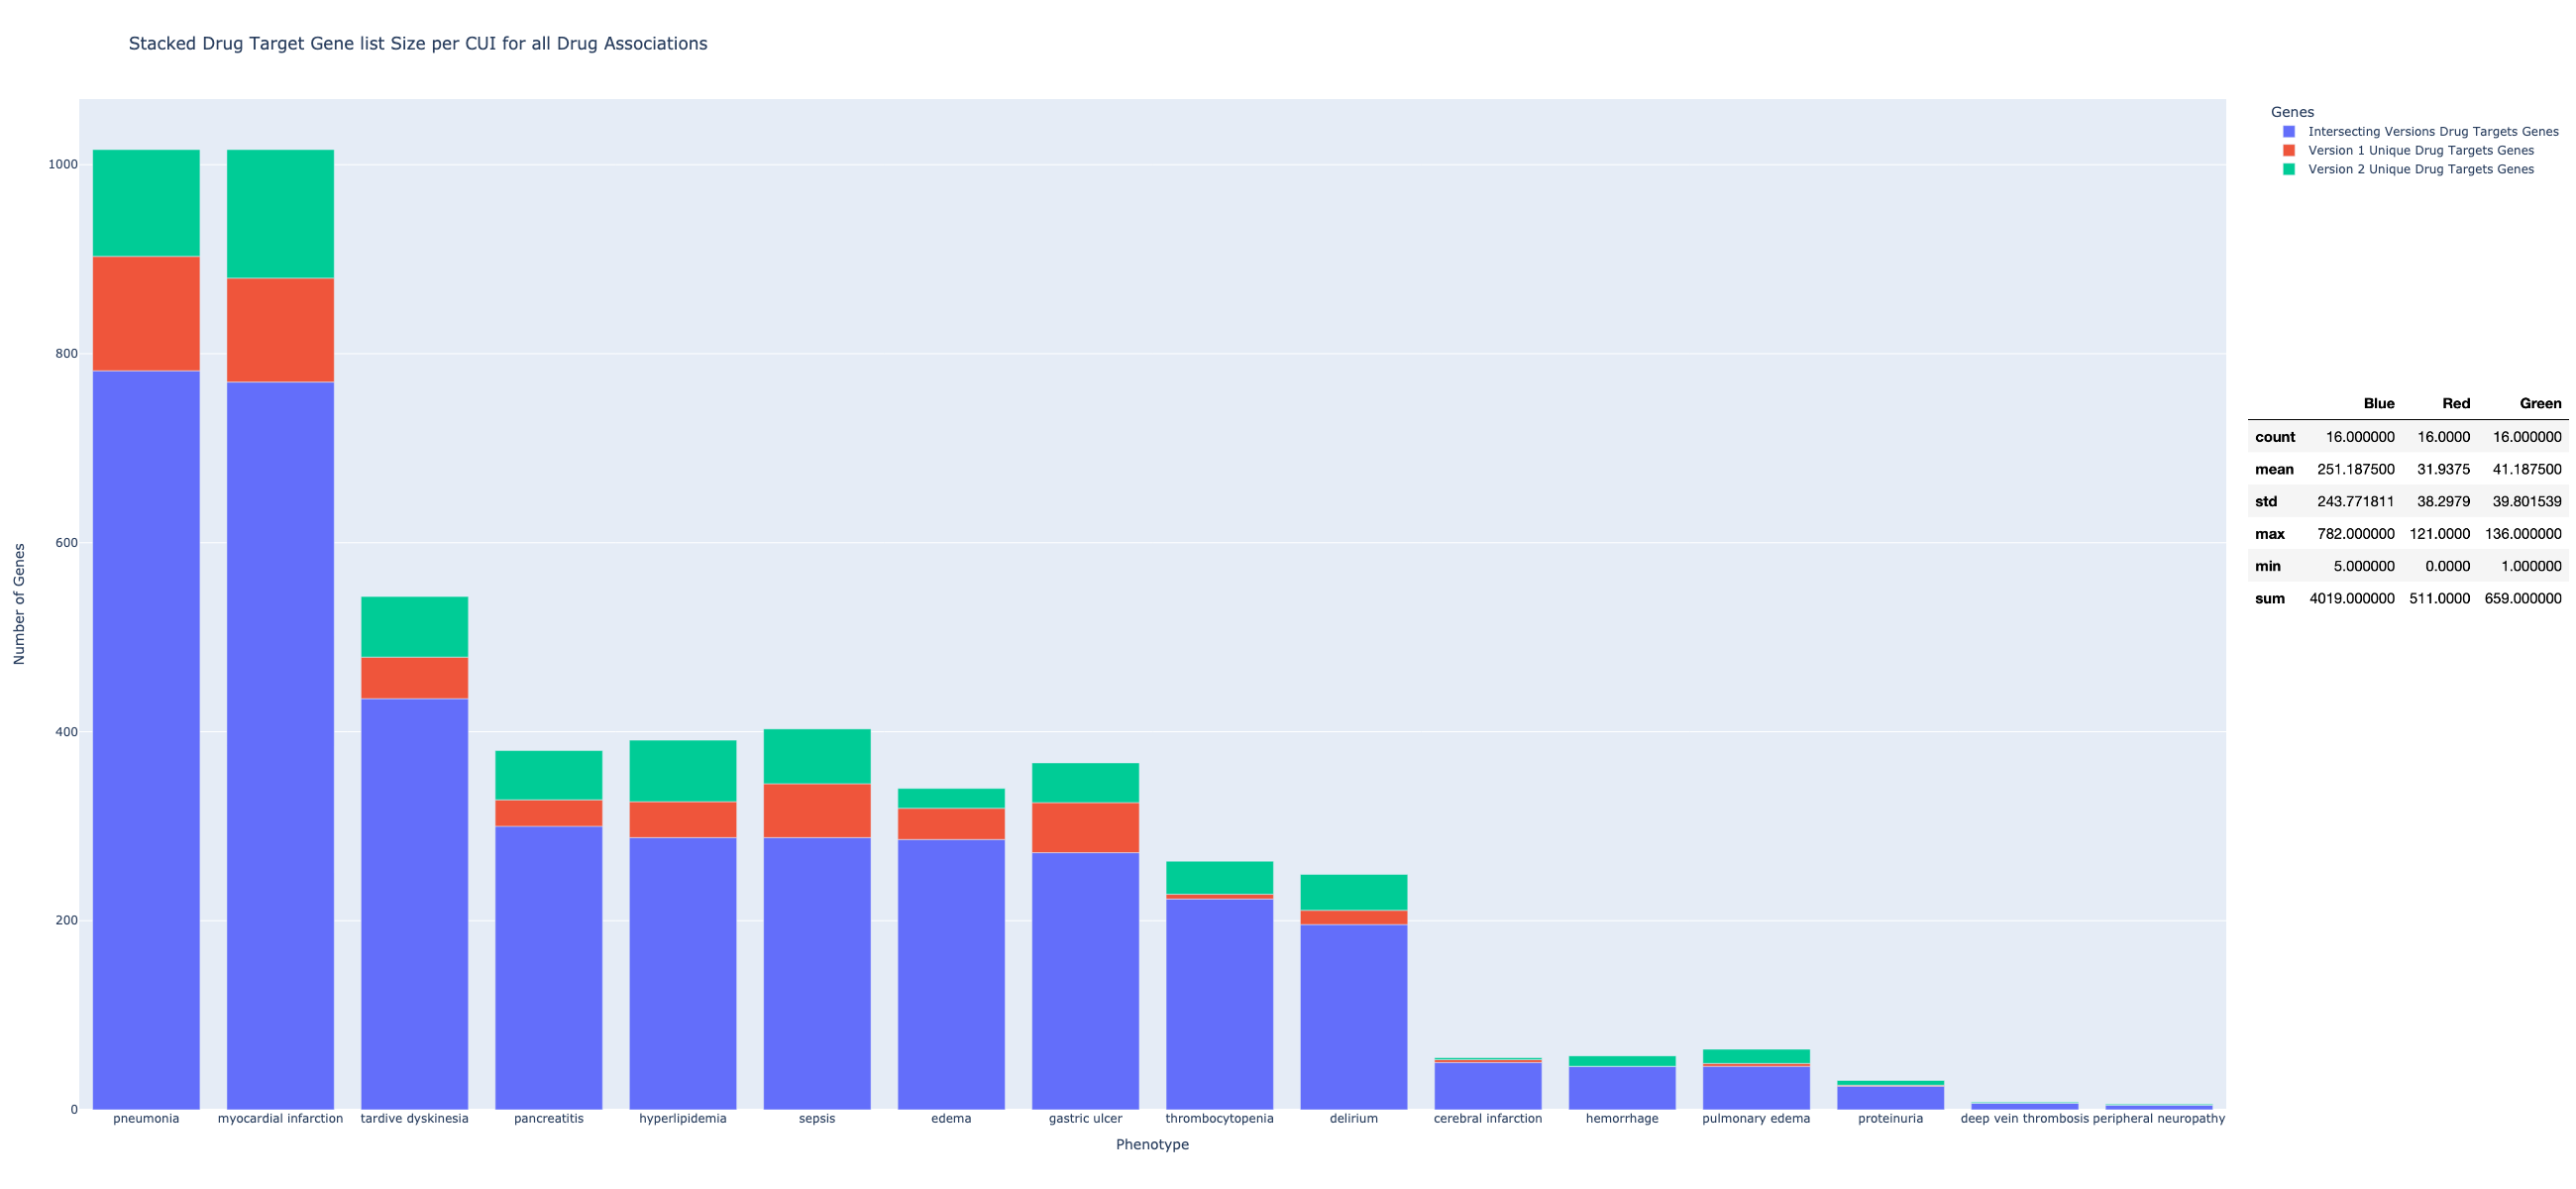 Stacked Drug Target Gene list Size per CUI for all Drug Associations
Genes
Intersecting Versions Drug Targets Genes
Version 1 Unique Drug Targets Genes
Version 2 Unique Drug Targets Genes
1000
800
600
400
200
0
Number of Genes
pneumonia myocardial infarction tardive dyskinesia pancreatitis hyperlipidemia sepsis edema gastric ulcer thrombocytopenia delirium cerebral infarction hemorrhage pulmonary edema proteinuria deep vein thrombosis peripheral neuropathy
Phenotype
Blue Red Green
count 16.000000 16.0000 16.000000
mean 251.187500 31.9375 41.187500
std 243.771811 38.2979 39.801539
max 782.000000 121.0000 136.000000
min 5.000000 0.0000 1.000000
sum 4019.000000 511.0000 659.000000